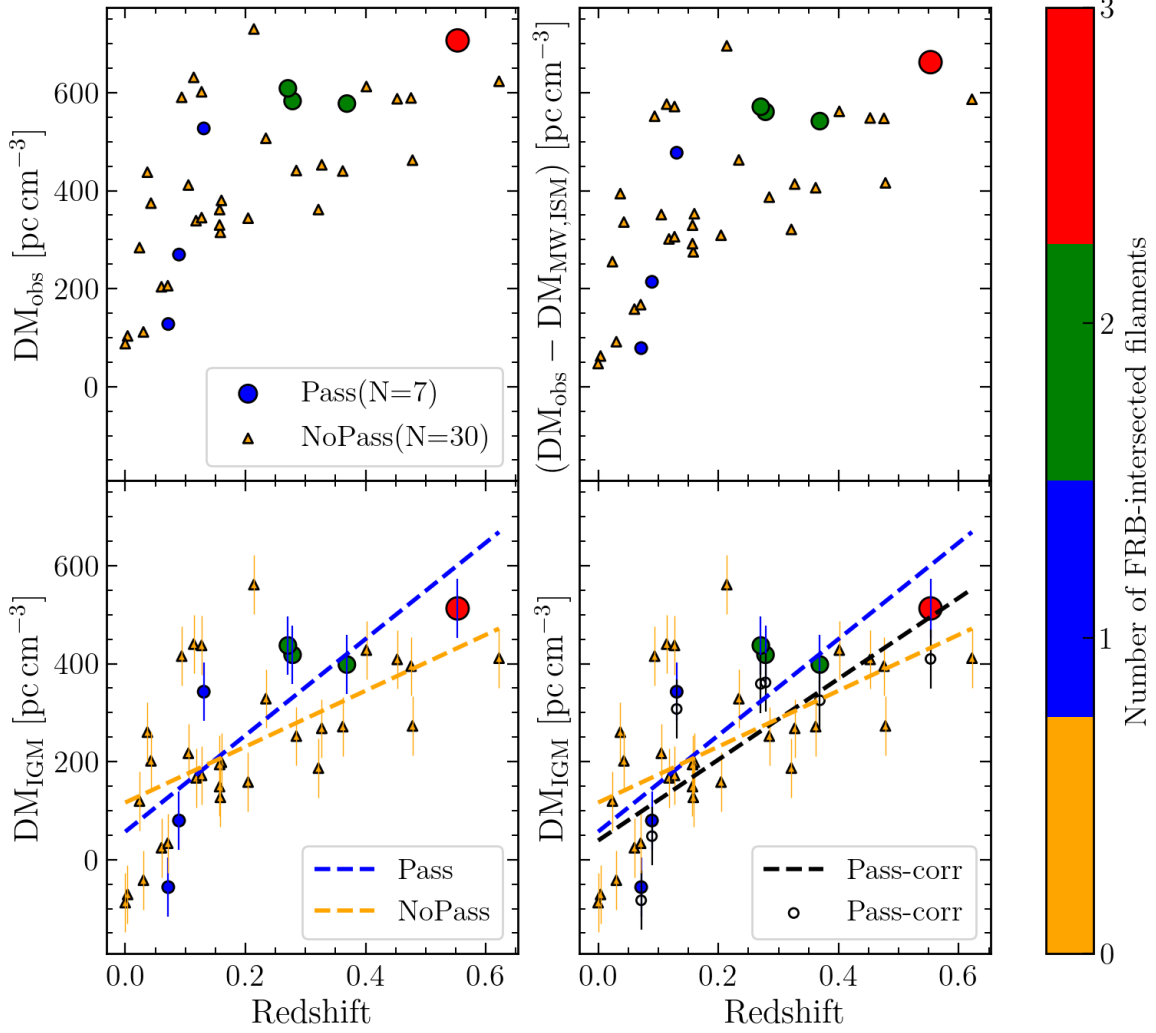 DM_obs [pc cm^−3]
600
400
200
0
Pass(N=7)
NoPass(N=30)
(DM_obs − DM_MW,ISM) [pc cm^−3]
DM_IGM [pc cm^−3]
600
400
200
0
Pass
NoPass
0.0 0.2 0.4 0.6
Redshift
DM_IGM [pc cm^−3]
Pass-corr
Pass-corr
0.0 0.2 0.4 0.6
Redshift
3
2
1
0
Number of FRB-intersected filaments